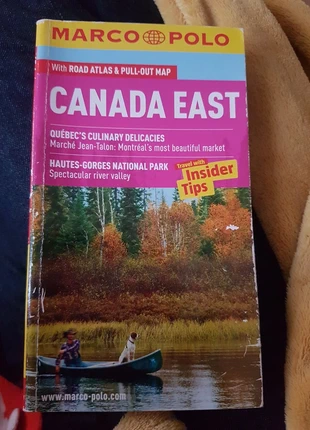 MARCO POLO
With ROAD ATLAS & PULL-OUT MAP
CANADA EAST
QUÉBEC'S CULINARY DELICACIES
Marché Jean-Talon: Montréal's most beautiful market
HAUTES-GORGES NATIONAL PARK
Spectacular river valley
Travel with
Insider
Tips
www.marco-polo.com